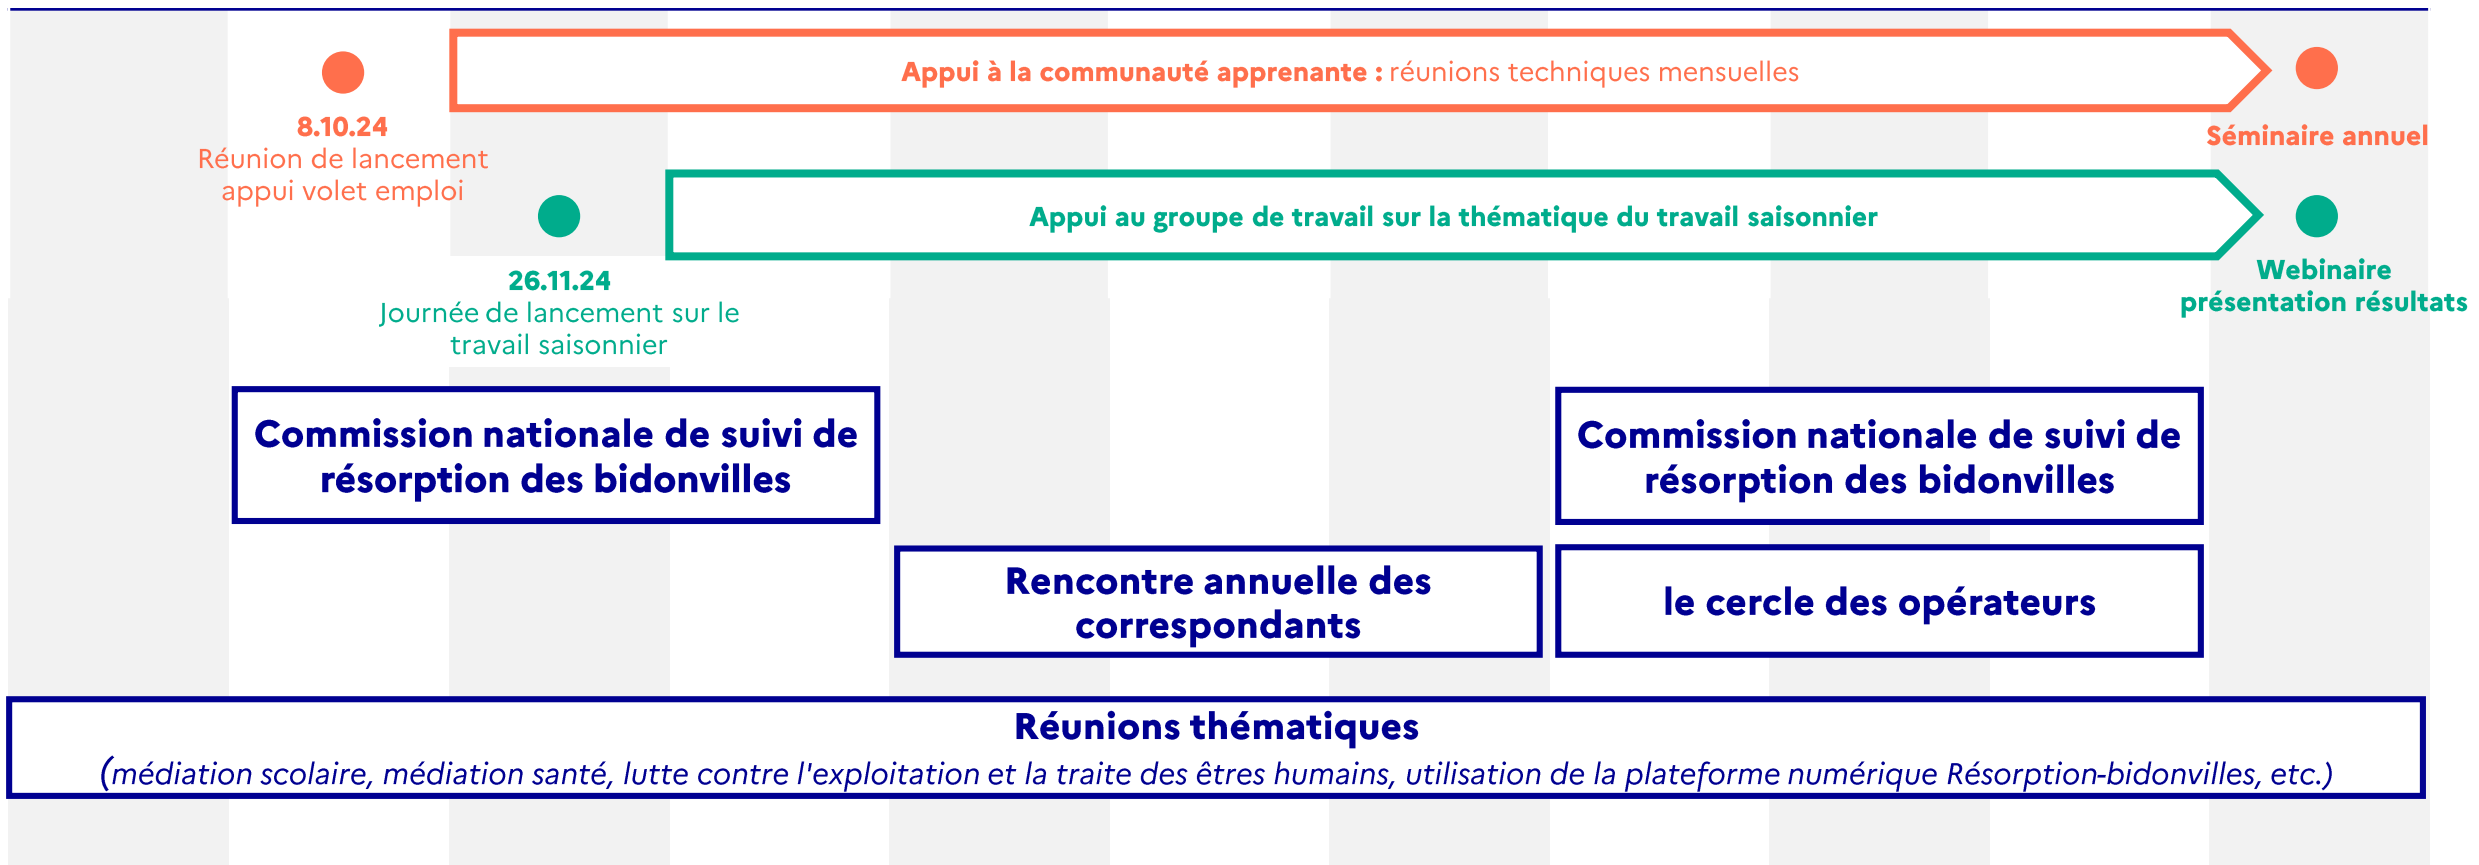 Appui à la communauté apprenante : réunions techniques mensuelles
8.10.24
Réunion de lancement
appui volet emploi
Séminaire annuel
Appui au groupe de travail sur la thématique du travail saisonnier
26.11.24
Journée de lancement sur le
travail saisonnier
Webinaire
présentation résultats
Commission nationale de suivi de
résorption des bidonvilles
Commission nationale de suivi de
résorption des bidonvilles
Rencontre annuelle des
correspondants
le cercle des opérateurs
Réunions thématiques
(médiation scolaire, médiation santé, lutte contre l'exploitation et la traite des êtres humains, utilisation de la plateforme numérique Résorption-bidonvilles, etc.)